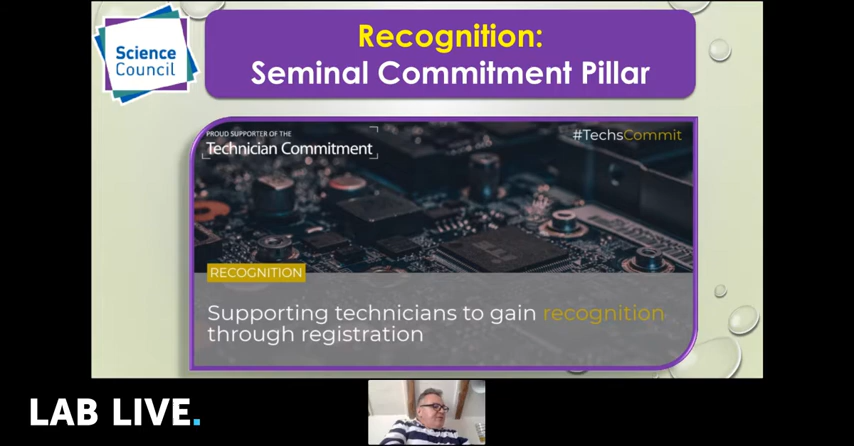 Science
Council
Recognition:
Seminal Commitment Pillar
PROUD SUPPORTER OF THE
Technician Commitment
#TechsCommit
RECOGNITION
Supporting technicians to gain recognition
through registration
LAB LIVE.